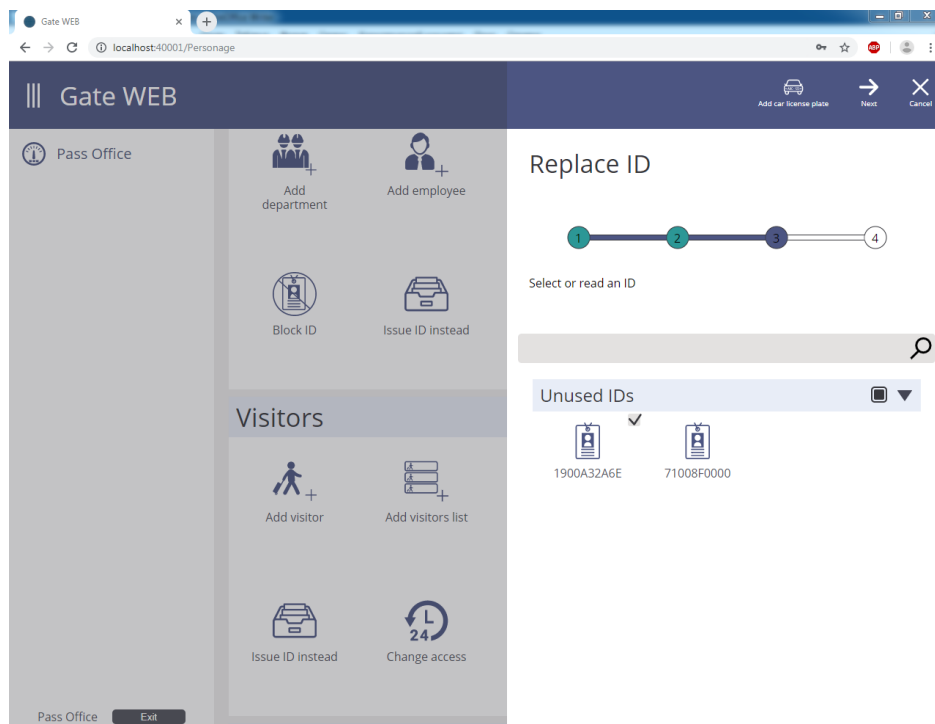 Gate WEB
localhost:40001/Personage
ABP
Gate WEB
Add car license plate
Next
Cancel
Pass Office
Add
department
Add employee
Block ID
Issue ID instead
Visitors
Add visitor
Add visitors list
24
Issue ID instead
Change access
Pass Office
Exit
Replace ID
1 2 3 4
Select or read an ID
Unused IDs
1900A32A6E
71008F0000